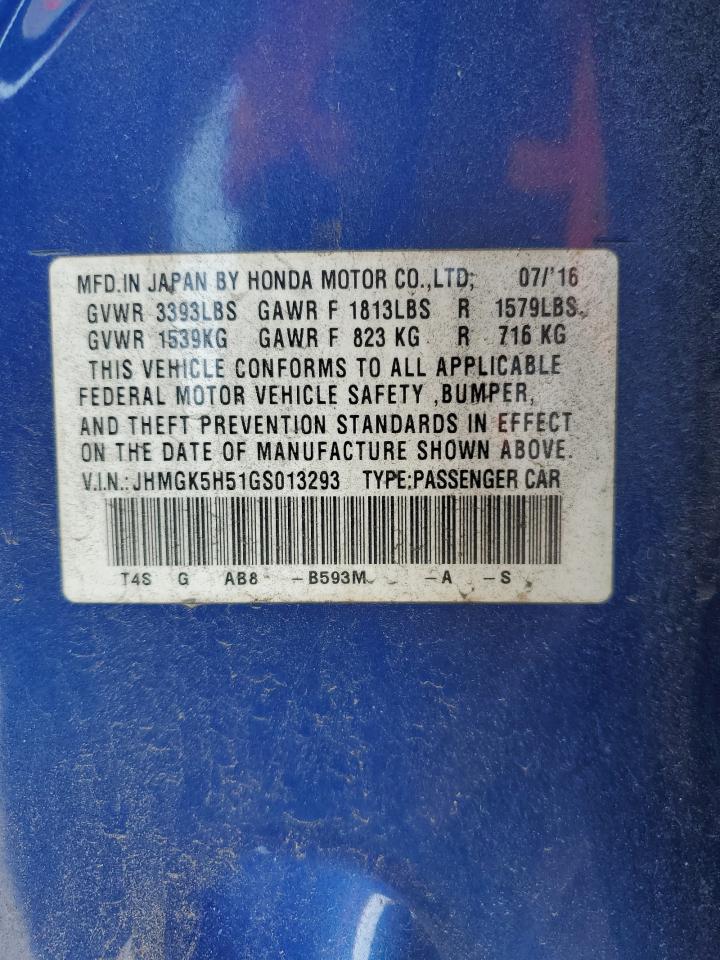 MFD.IN JAPAN BY HONDA MOTOR CO.,LTD; 07/'16
GVWR 3393LBS GAWR F 1813LBS R 1579LBS.
GVWR 1539KG GAWR F 823 KG R 716 KG
THIS VEHICLE CONFORMS TO ALL APPLICABLE
FEDERAL MOTOR VEHICLE SAFETY ,BUMPER,
AND THEFT PREVENTION STANDARDS IN EFFECT
ON THE DATE OF MANUFACTURE SHOWN ABOVE.
V.I.N.:JHMGK5H51GS013293 TYPE:PASSENGER CAR
T4S G AB8 -B593M -A -S